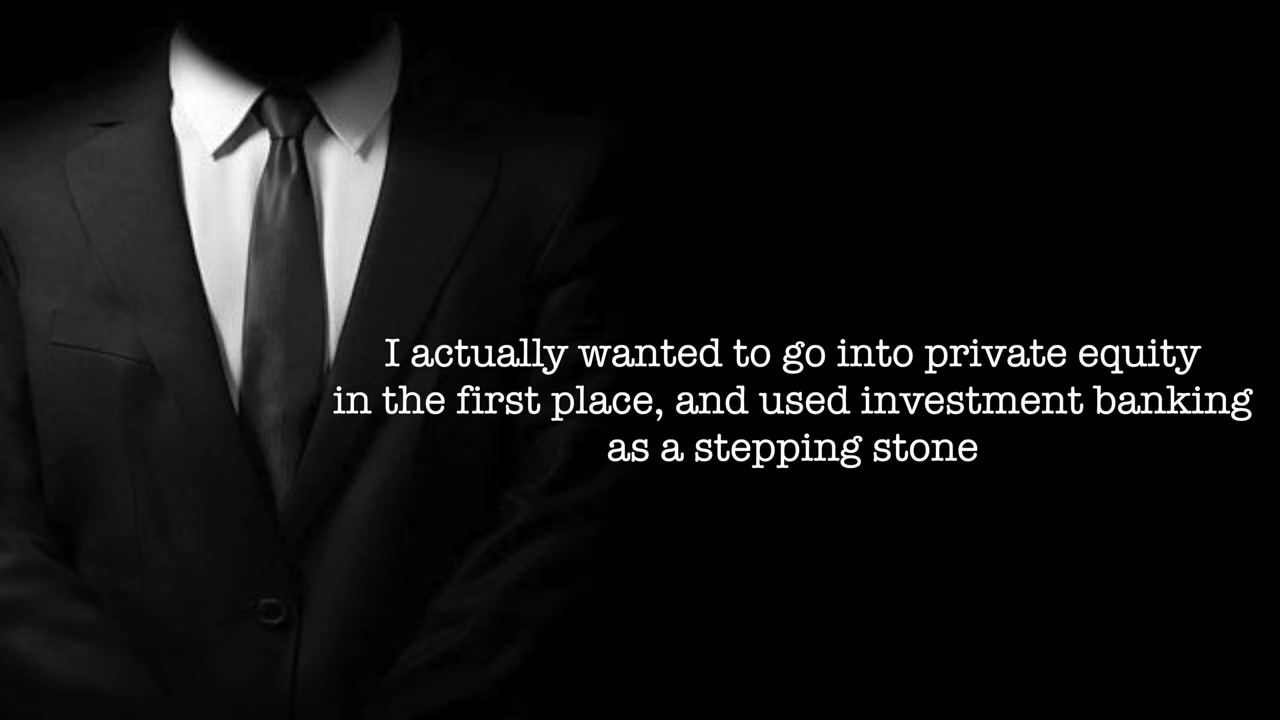 I actually wanted to go into private equity
in the first place, and used investment banking
as a stepping stone